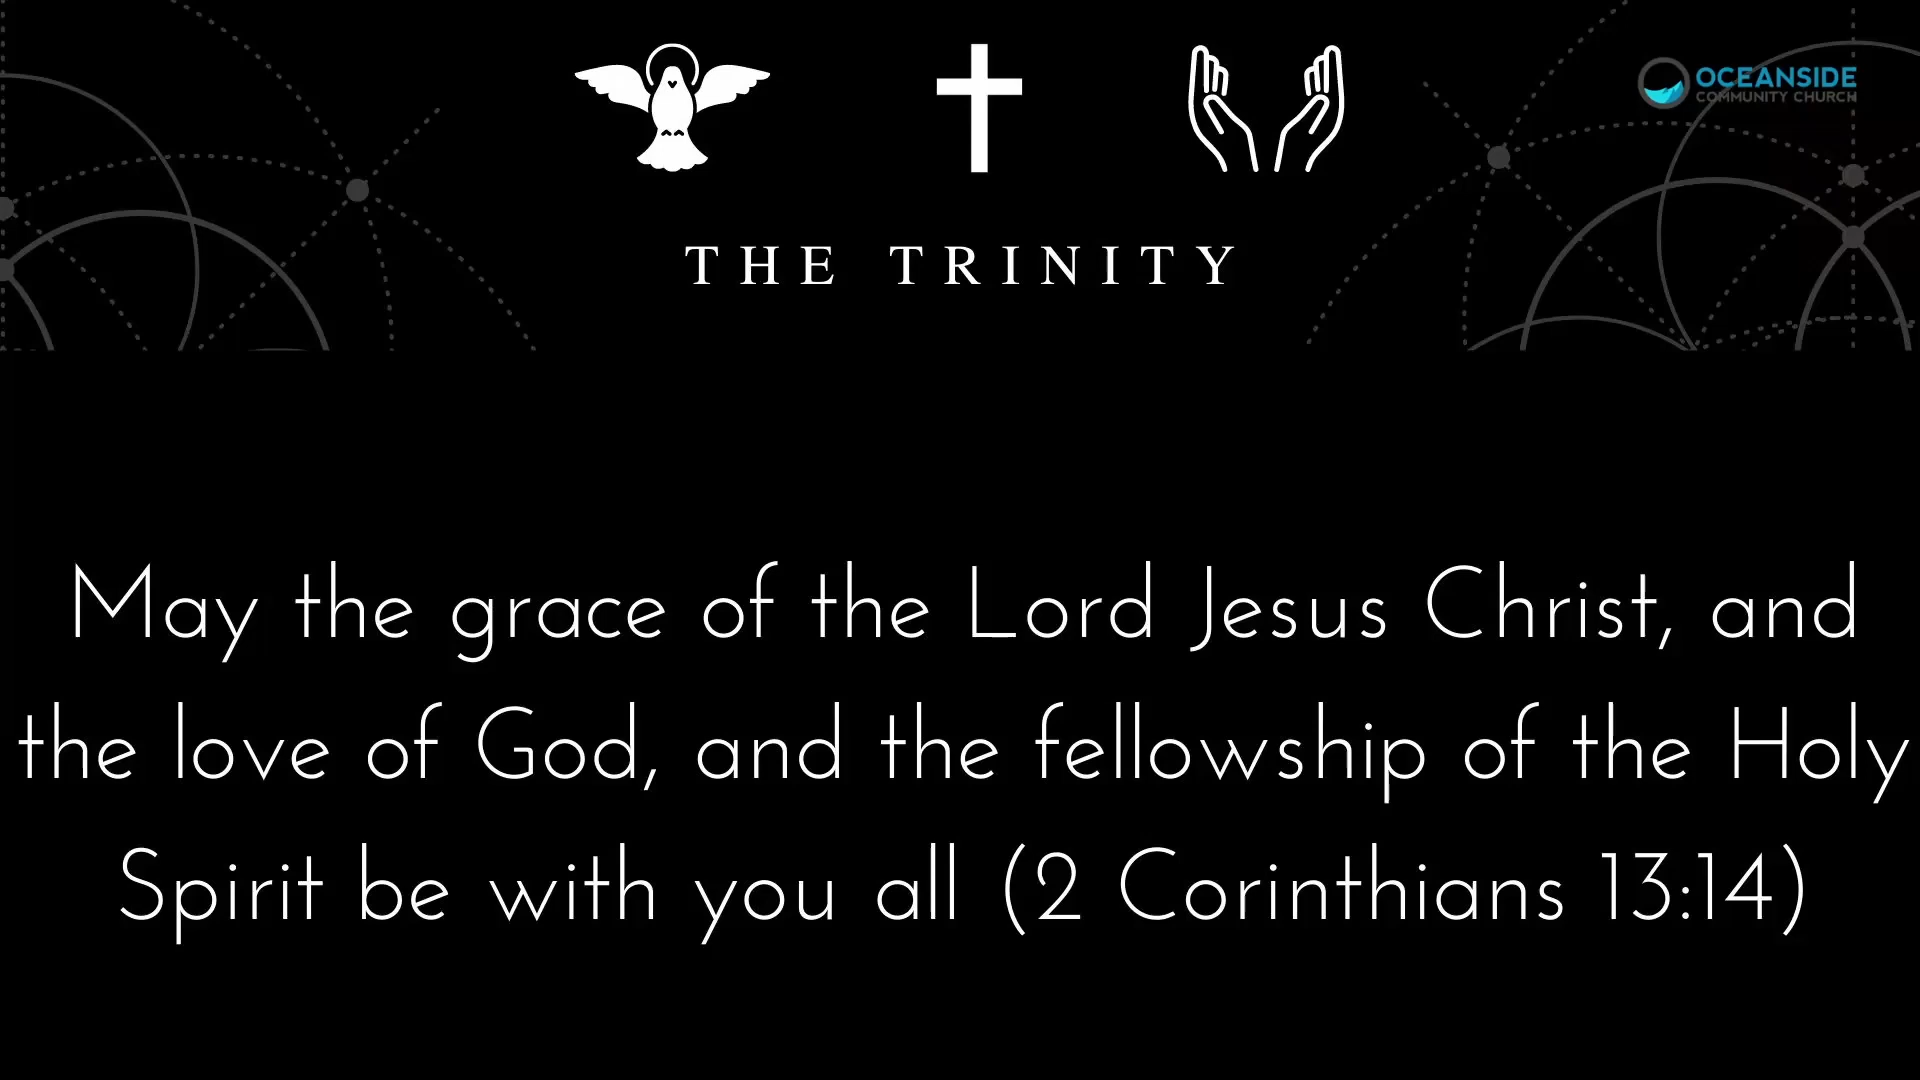 OCEANSIDE
COMMUNITY CHURCH
THE TRINITY
May the grace of the Lord Jesus Christ, and
the love of God, and the fellowship of the Holy
Spirit be with you all (2 Corinthians 13:14)